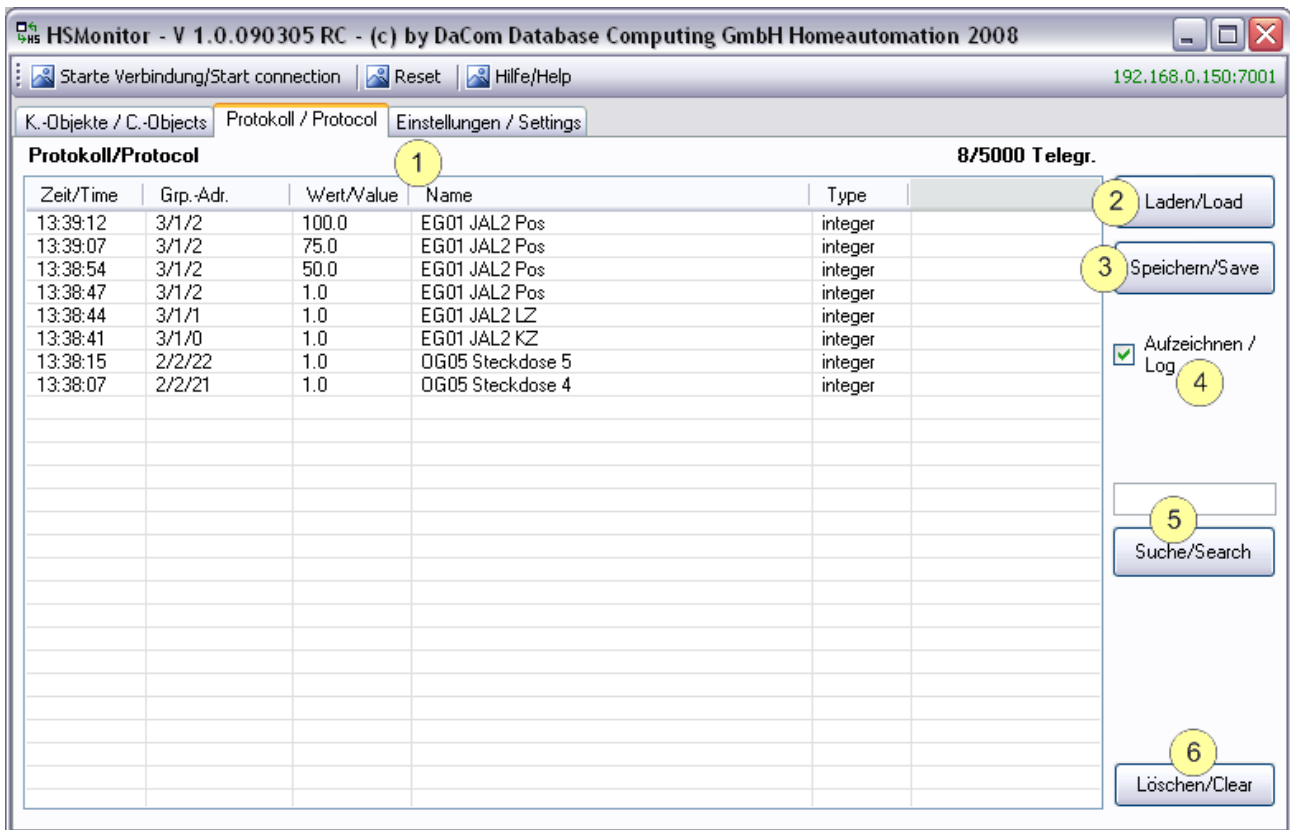 HSMonitor - V 1.0.090305 RC - (c) by DaCom Database Computing GmbH Homeautomation 2008
Starte Verbindung/Start connection Reset Hilfe/Help 192.168.0.150:7001
K.-Objekte / C.-Objects Protokoll / Protocol Einstellungen / Settings
Protokoll/Protocol 1 8/5000 Telegr.
Zeit/Time Grp.-Adr. Wert/Value Name Type
13:39:12 3/1/2 100.0 EG01 JAL2 Pos integer
13:39:07 3/1/2 75.0 EG01 JAL2 Pos integer
13:38:54 3/1/2 50.0 EG01 JAL2 Pos integer
13:38:47 3/1/2 1.0 EG01 JAL2 Pos integer
13:38:44 3/1/1 1.0 EG01 JAL2 LZ integer
13:38:41 3/1/0 1.0 EG01 JAL2 KZ integer
13:38:15 2/2/22 1.0 OG05 Steckdose 5 integer
13:38:07 2/2/21 1.0 OG05 Steckdose 4 integer
2 Laden/Load
3 Speichern/Save
Aufzeichnen /
Log
4
5
Suche/Search
6
Löschen/Clear